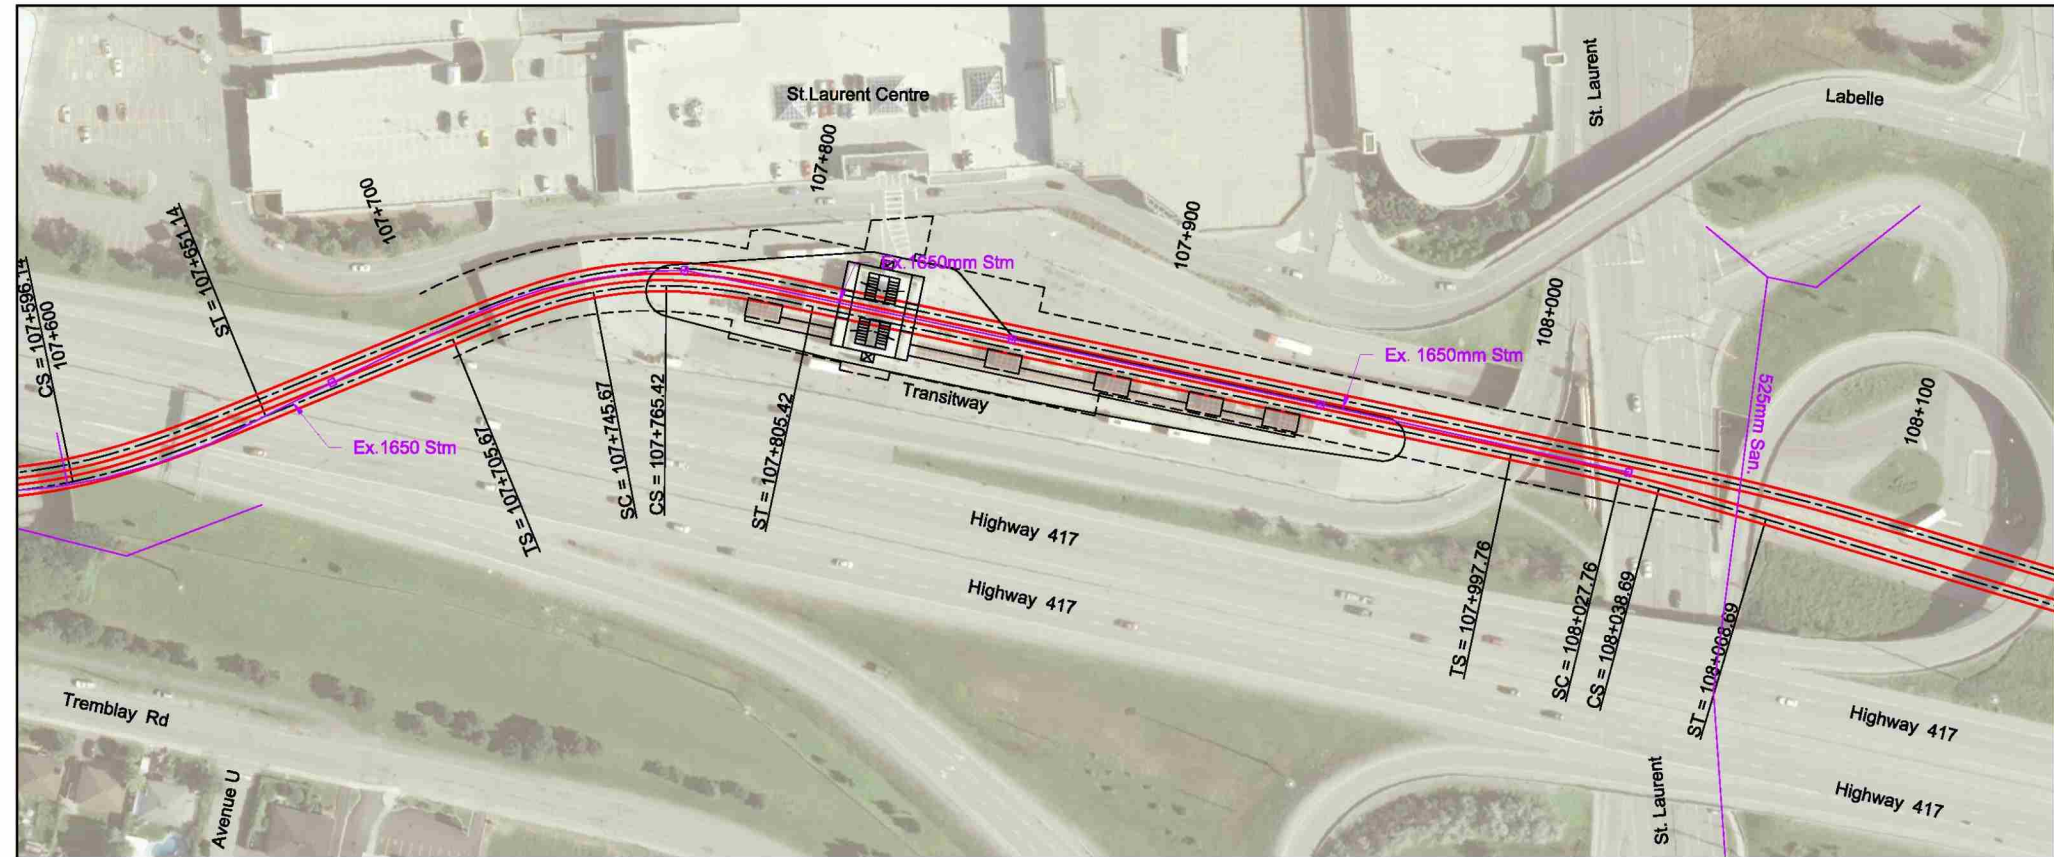 St.Laurent Centre
St. Laurent
Labelle
107+800
107+700
107+900
108+000
108+100
CS = 107+596.14
107+600
ST = 107+651.14
Ex.1650mm Stm
Ex. 1650mm Stm
Ex.1650 Stm
525mm San.
Transitway
TS = 107+705.67
SC = 107+745.67
CS = 107+765.42
ST = 107+805.42
TS = 107+997.76
SC = 108+027.76
CS = 108+038.69
ST = 108+068.69
Highway 417
Highway 417
Highway 417
Highway 417
Tremblay Rd
Avenue U
St. Laurent